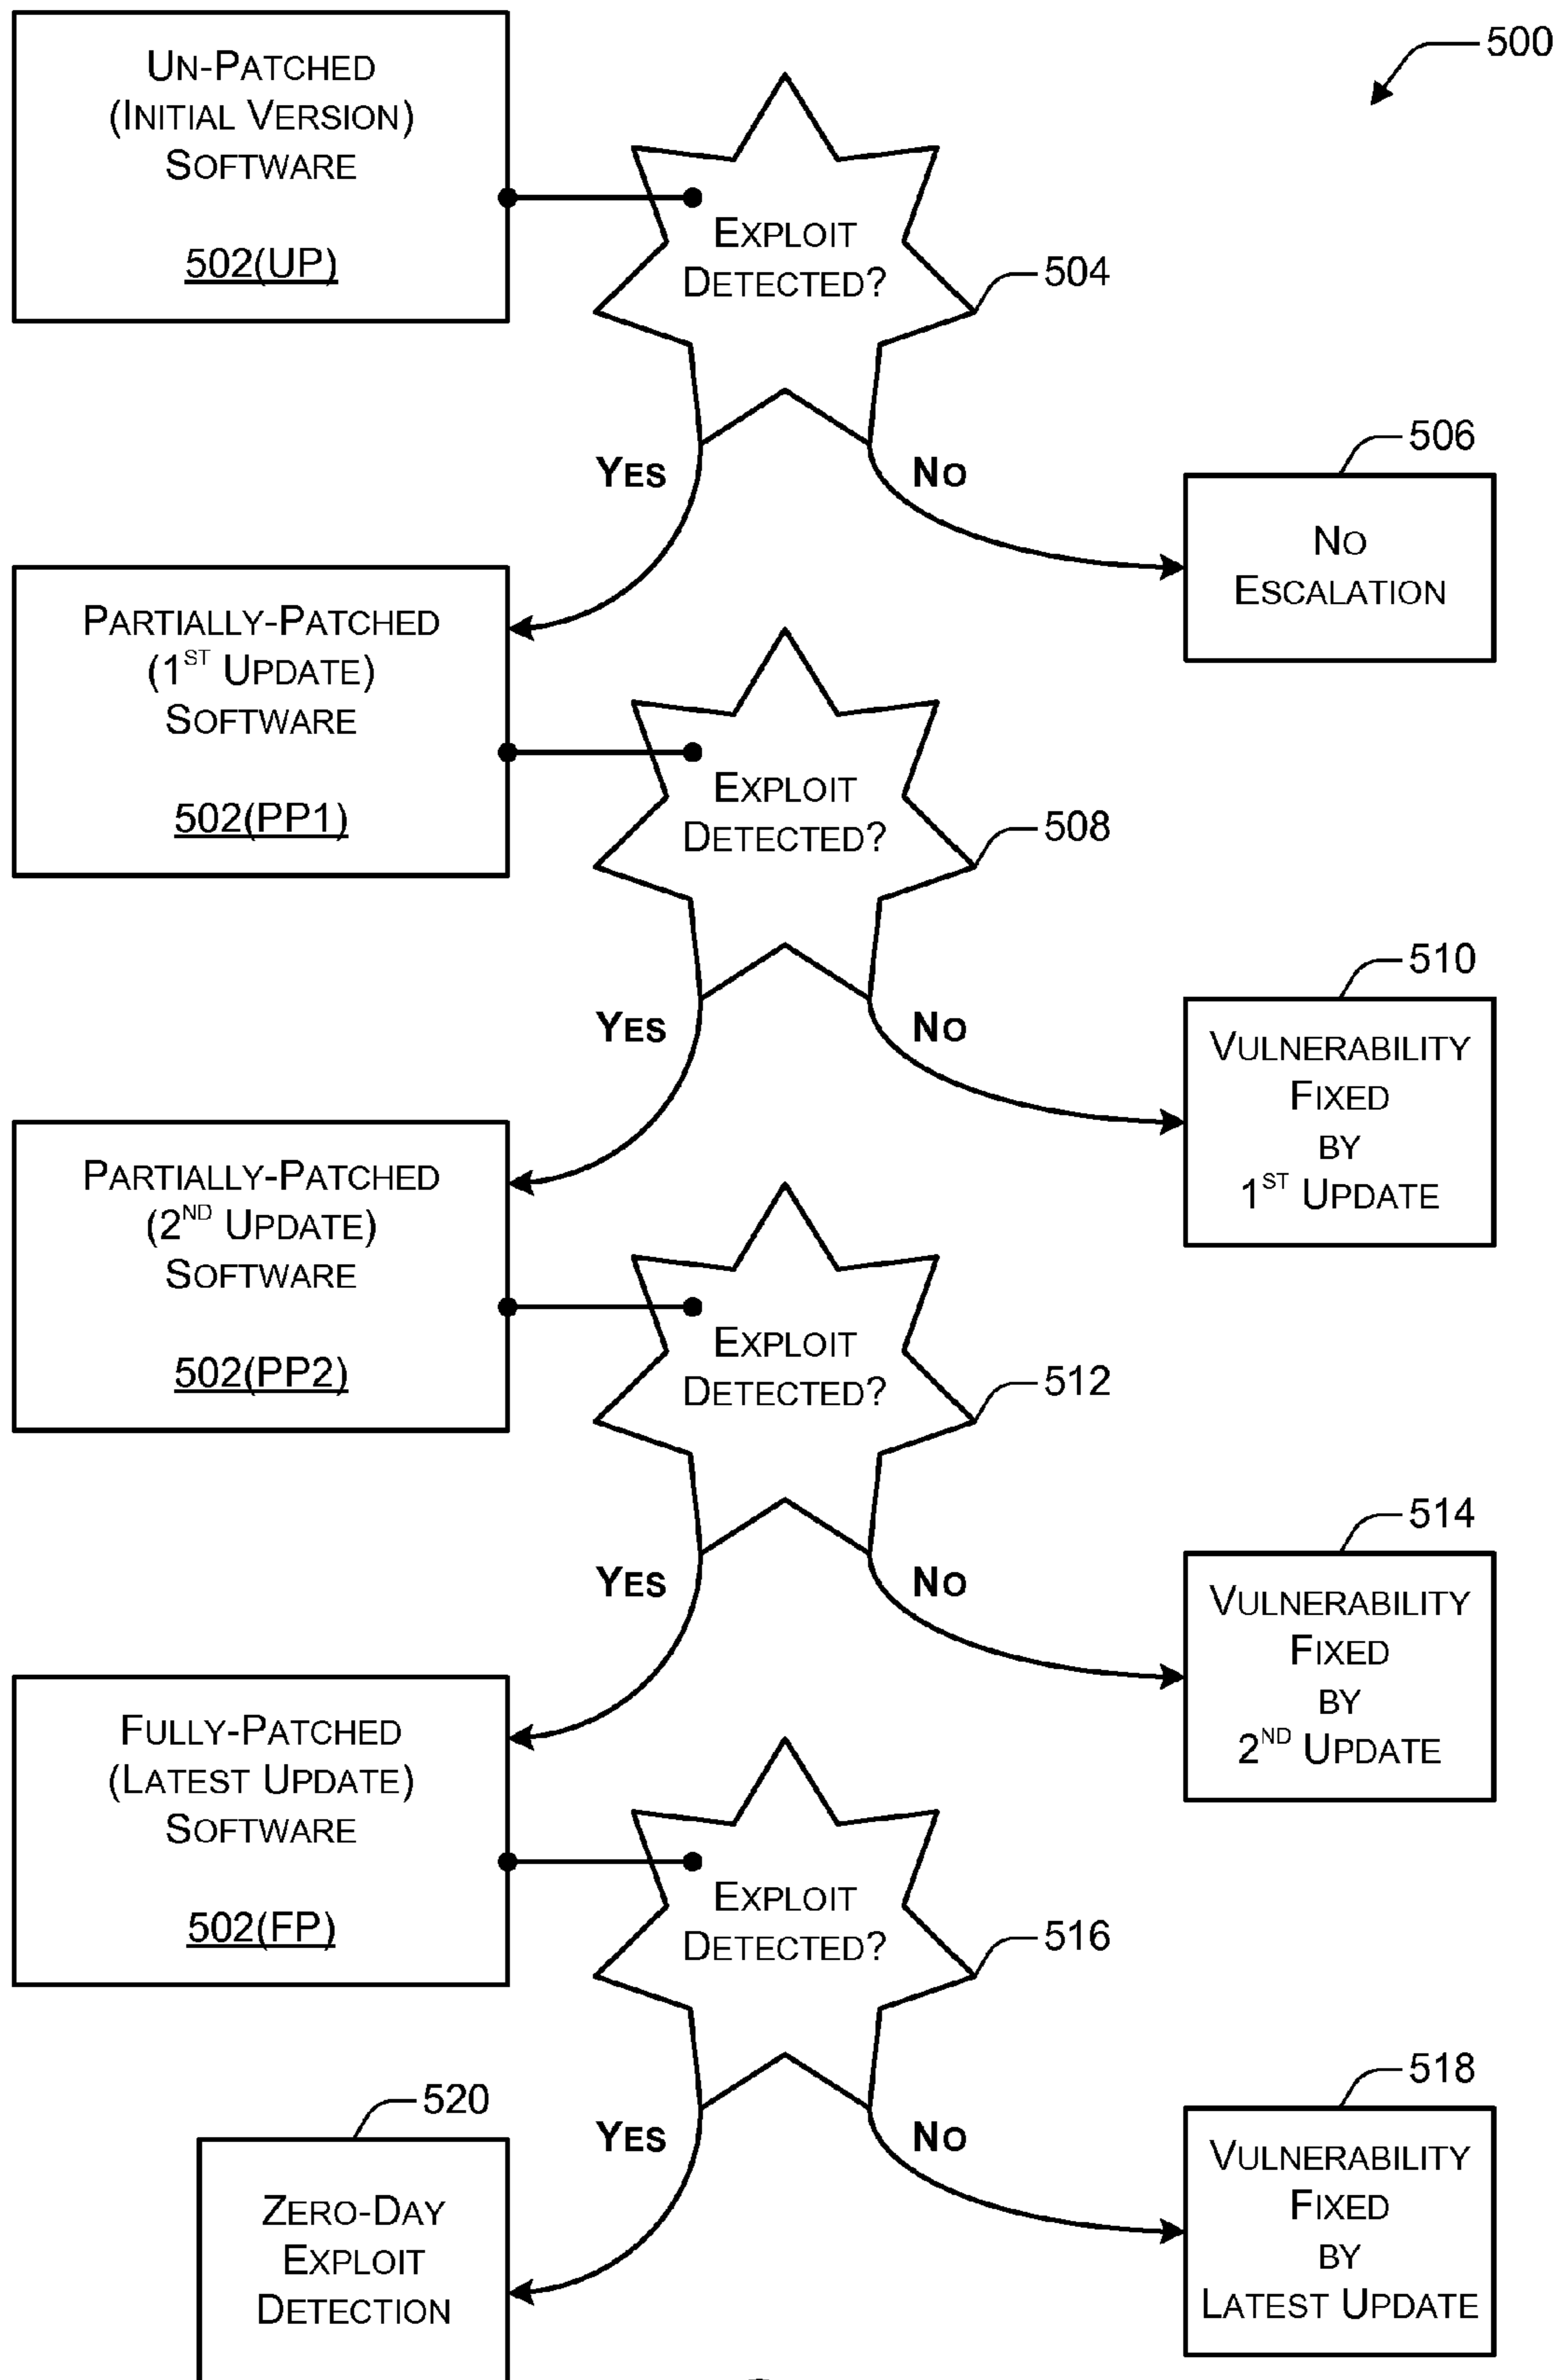 500
UN-PATCHED
(INITIAL VERSION)
SOFTWARE
502(UP)
EXPLOIT
DETECTED?
504
YES
NO
506
NO
ESCALATION
PARTIALLY-PATCHED
(1ST UPDATE)
SOFTWARE
502(PP1)
EXPLOIT
DETECTED?
508
YES
NO
510
VULNERABILITY
FIXED
BY
1ST UPDATE
PARTIALLY-PATCHED
(2ND UPDATE)
SOFTWARE
502(PP2)
EXPLOIT
DETECTED?
512
YES
NO
514
VULNERABILITY
FIXED
BY
2ND UPDATE
FULLY-PATCHED
(LATEST UPDATE)
SOFTWARE
502(FP)
EXPLOIT
DETECTED?
516
YES
NO
518
VULNERABILITY
FIXED
BY
LATEST UPDATE
520
ZERO-DAY
EXPLOIT
DETECTION